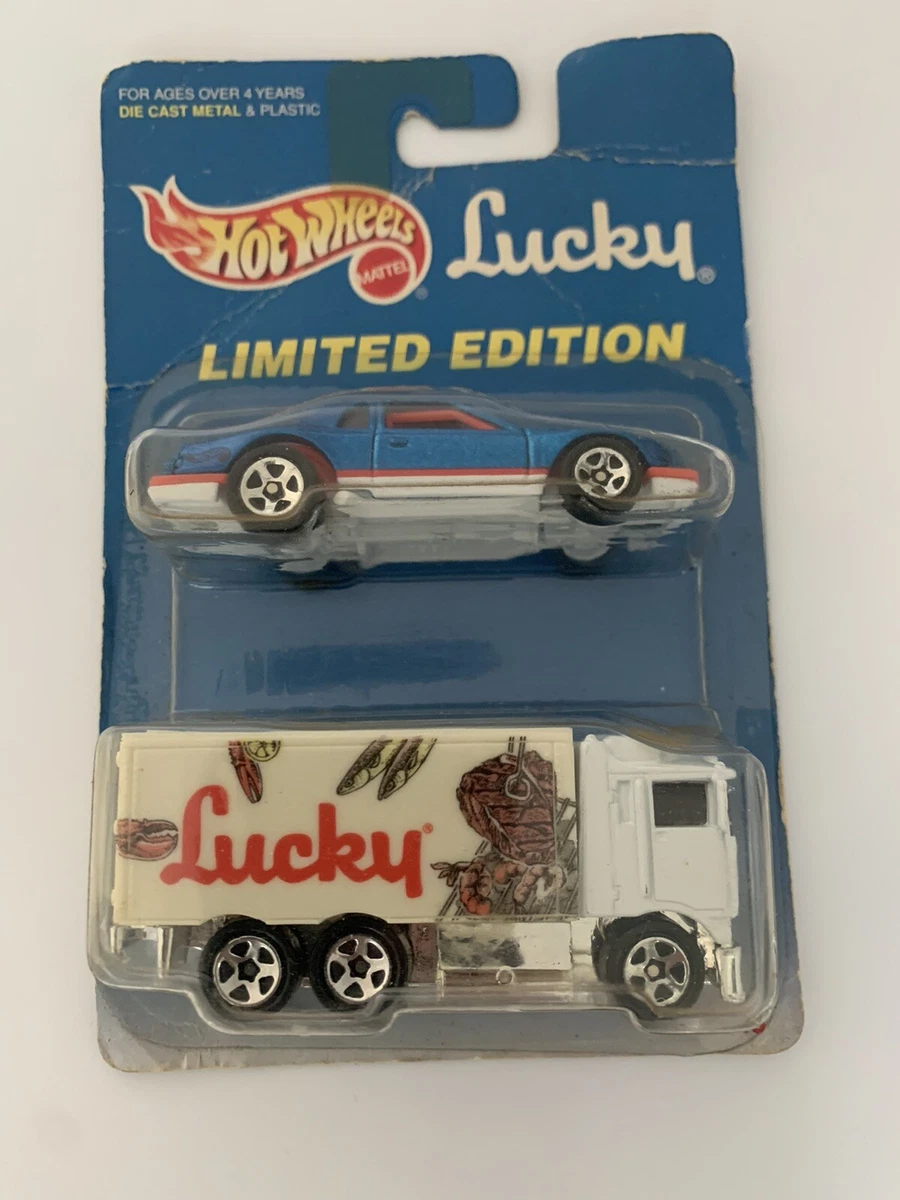 FOR AGES OVER 4 YEARS
DIE CAST METAL & PLASTIC
HOT WHEELS
MATTEL
®
Lucky®
LIMITED EDITION
Lucky®